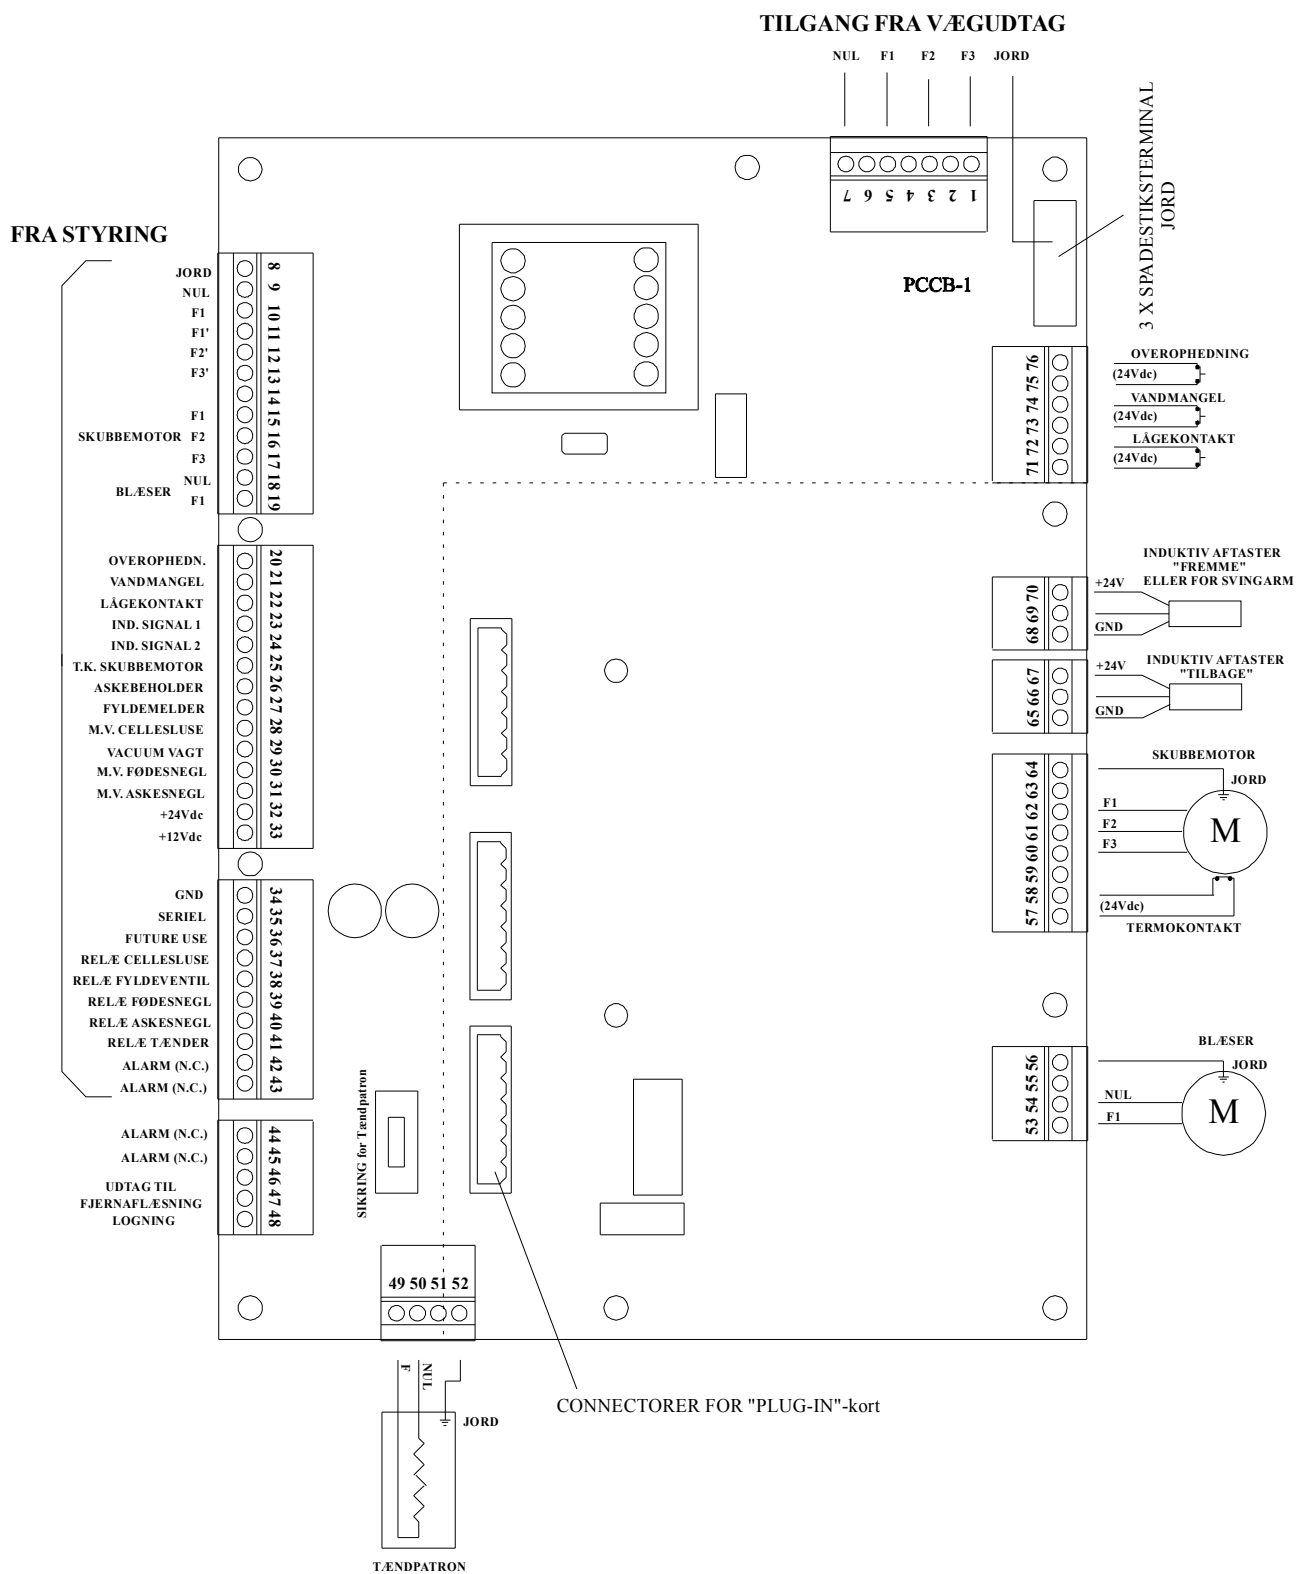 TILGANG FRA VÆGUDTAG
NUL F1 F2 F3 JORD
3 X SPADESTIKSTERMINAL
JORD
7 6 5 4 3 2 1
PCCB-1
FRA STYRING
JORD 8
NUL 9
F1 10
F1' 11
F2' 12
F3' 13
14
F1 15
SKUBBEMOTOR F2 16
F3 17
NUL 18
BLÆSER
F1 19
OVEROPHEDN. 20
VANDMANGEL 21
LÅGEKONTAKT 22
IND. SIGNAL 1 23
IND. SIGNAL 2 24
T.K. SKUBBEMOTOR 25
ASKEBEHOLDER 26
FYLDEMELDER 27
M.V. CELLESLUSE 28
VACUUM VAGT 29
M.V. FØDESNEGL 30
M.V. ASKESNEGL 31
+24Vdc 32
+12Vdc 33
GND 34
SERIEL 35
FUTURE USE 36
RELÆ CELLESLUSE 37
RELÆ FYLDEVENTIL 38
RELÆ FØDESNEGL 39
RELÆ ASKESNEGL 40
RELÆ TÆNDER 41
ALARM (N.C.) 42
ALARM (N.C.) 43
ALARM (N.C.) 44
ALARM (N.C.) 45
46
47
48
UDTAG TIL
FJERNAFLÆSNING
LOGNING
SIKRING for Tændpatron
49 50 51 52
F
NUL
JORD
TÆNDPATRON
CONNECTORER FOR "PLUG-IN"-kort
71 72 73 74 75 76
OVEROPHEDNING
(24Vdc)
VANDMANGEL
(24Vdc)
LÅGEKONTAKT
(24Vdc)
68 69 70
INDUKTIV AFTASTER
"FREMME"
ELLER FOR SVINGARM
+24V
GND
65 66 67
INDUKTIV AFTASTER
"TILBAGE"
+24V
GND
57 58 59 60 61 62 63 64
SKUBBEMOTOR
JORD
F1
F2
F3
M
(24Vdc)
TERMOKONTAKT
53 54 55 56
BLÆSER
JORD
NUL
F1
M